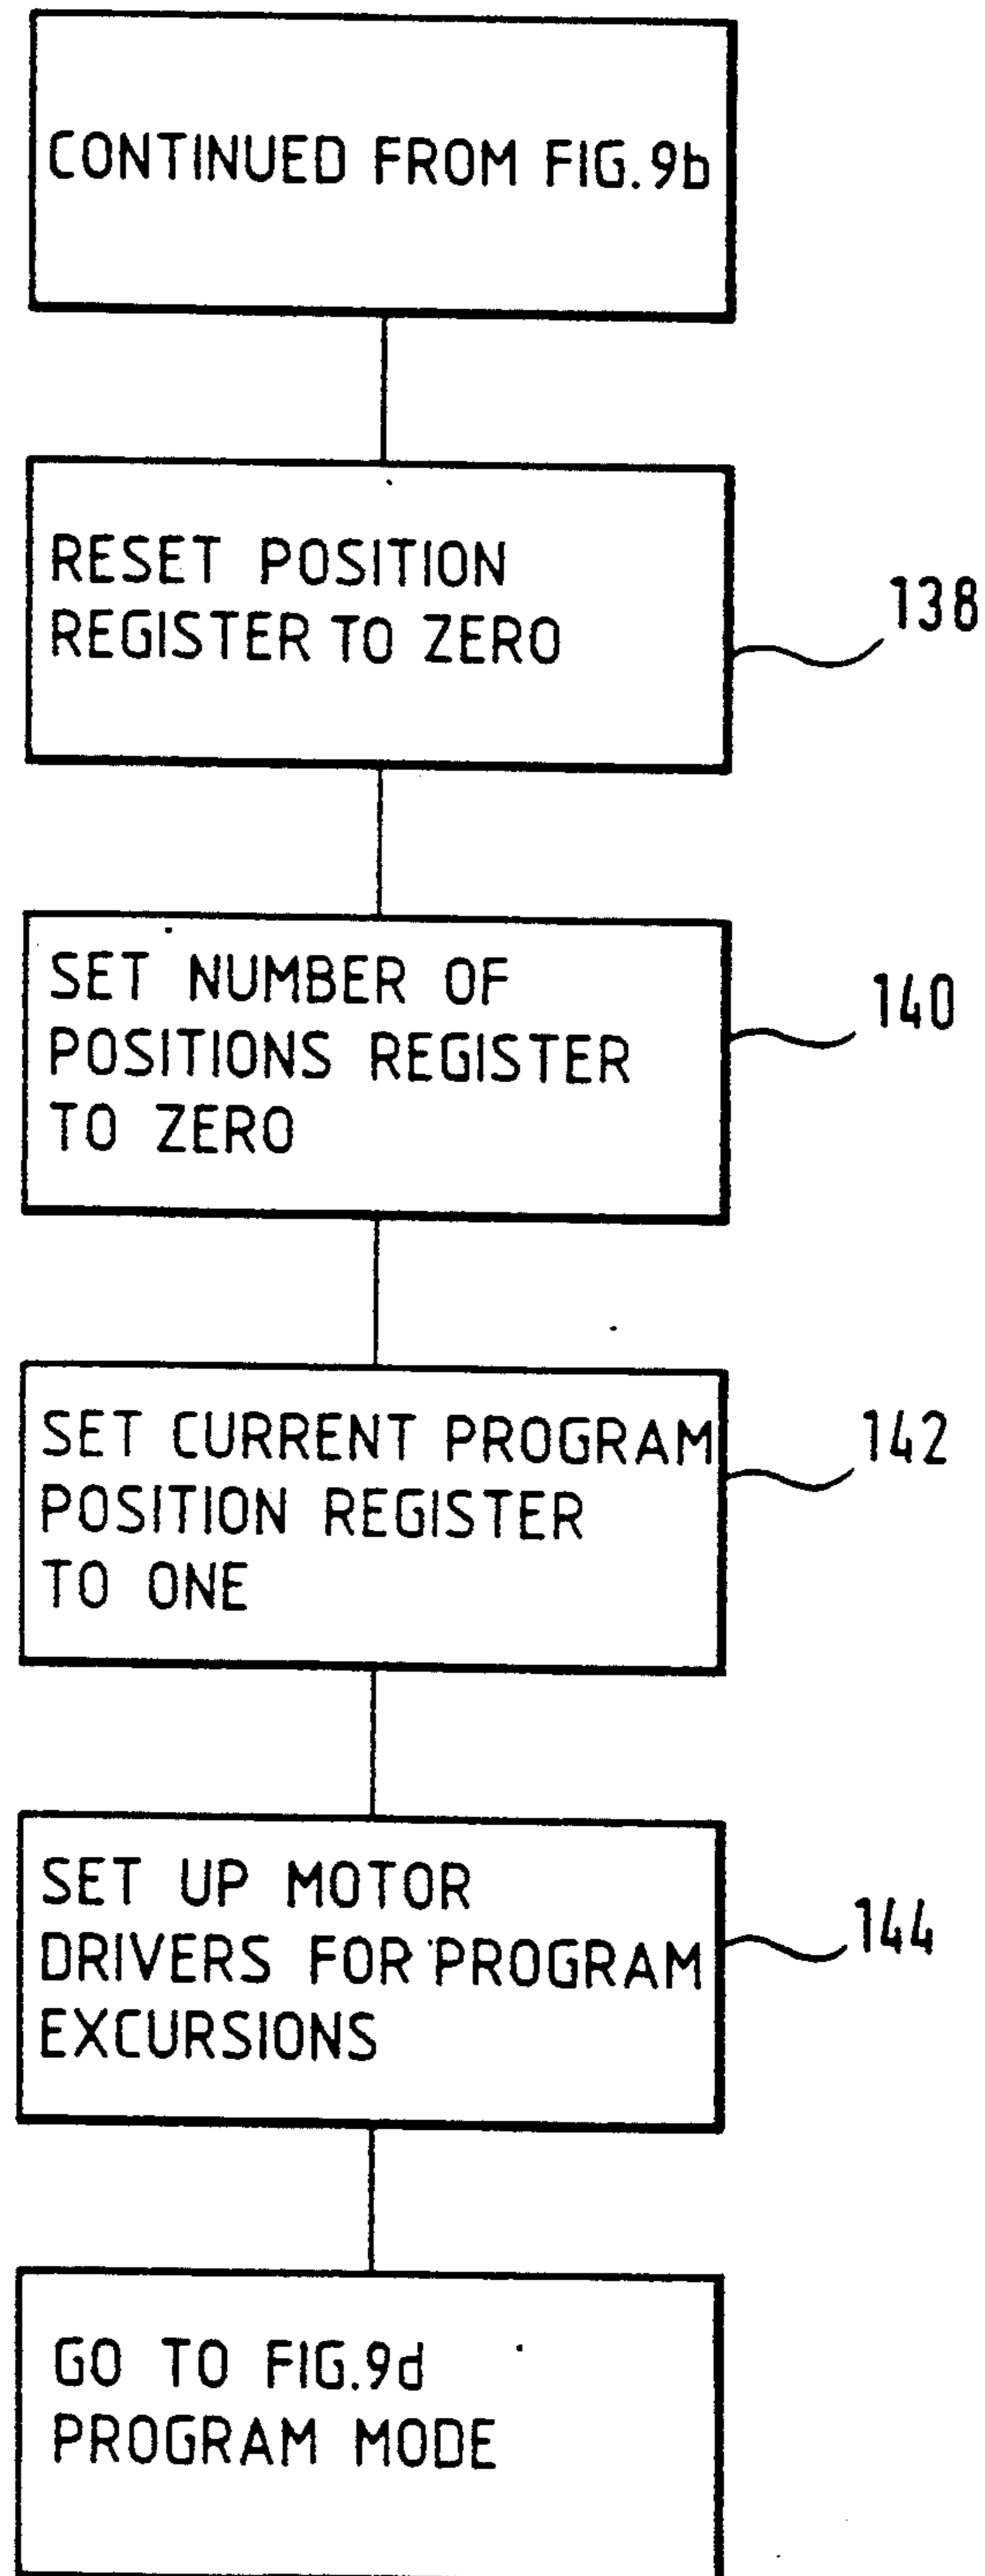 CONTINUED FROM FIG.9b
RESET POSITION
REGISTER TO ZERO
138
SET NUMBER OF
POSITIONS REGISTER
TO ZERO
140
SET CURRENT PROGRAM
POSITION REGISTER
TO ONE
142
SET UP MOTOR
DRIVERS FOR PROGRAM
EXCURSIONS
144
GO TO FIG.9d
PROGRAM MODE